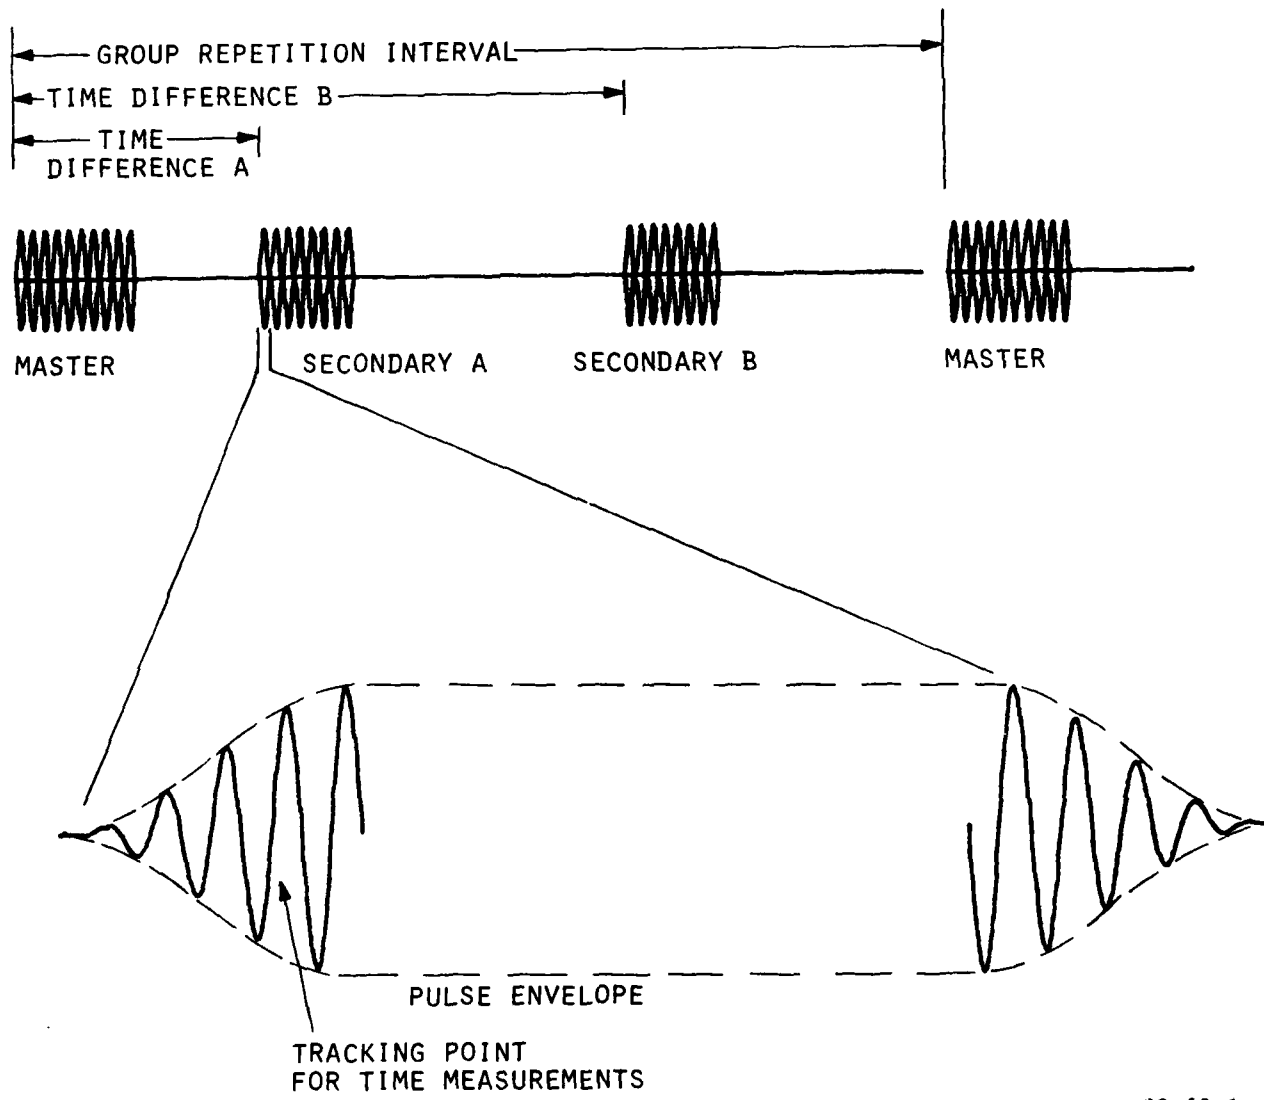 GROUP REPETITION INTERVAL
TIME DIFFERENCE B
TIME
DIFFERENCE A
MASTER
SECONDARY A
SECONDARY B
MASTER
PULSE ENVELOPE
TRACKING POINT
FOR TIME MEASUREMENTS